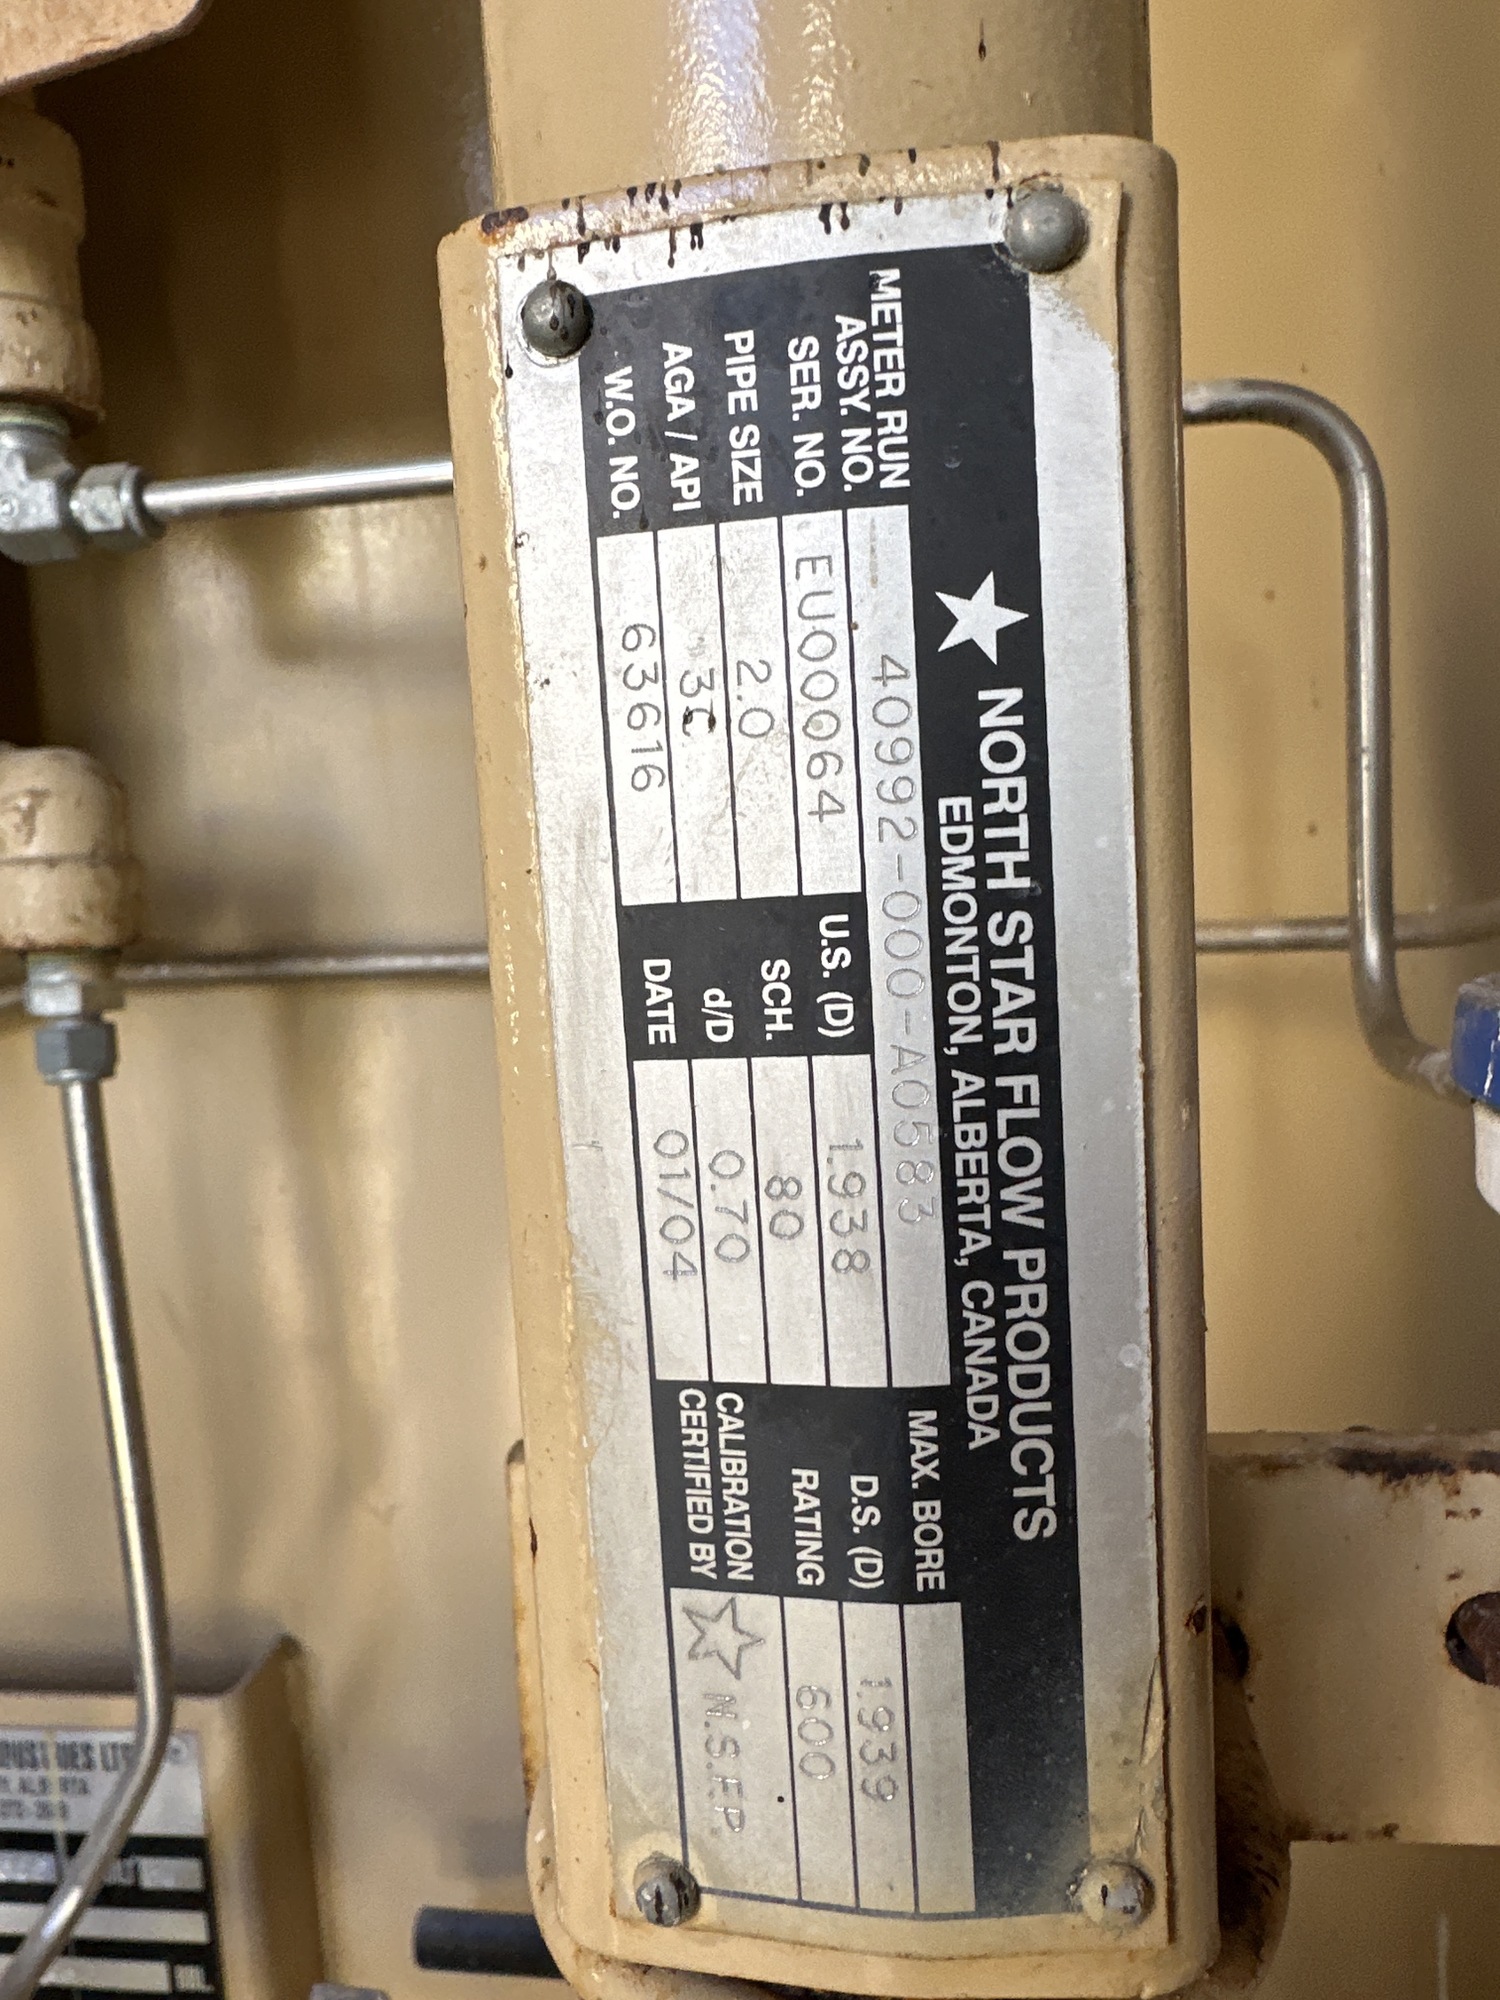 ★ NORTH STAR FLOW PRODUCTS
EDMONTON, ALBERTA, CANADA
METER RUN ASSY. NO. 40992-000-A0583 MAX. BORE
SER. NO. EU00064 U.S. (D) 1.938 D.S. (D) 1.939
PIPE SIZE 2.0 SCH. 80 RATING 600
AGA / API 3C d/D 0.70 CALIBRATION CERTIFIED BY ☆ N.S.F.P.
W.O. NO. 63616 DATE 01/04